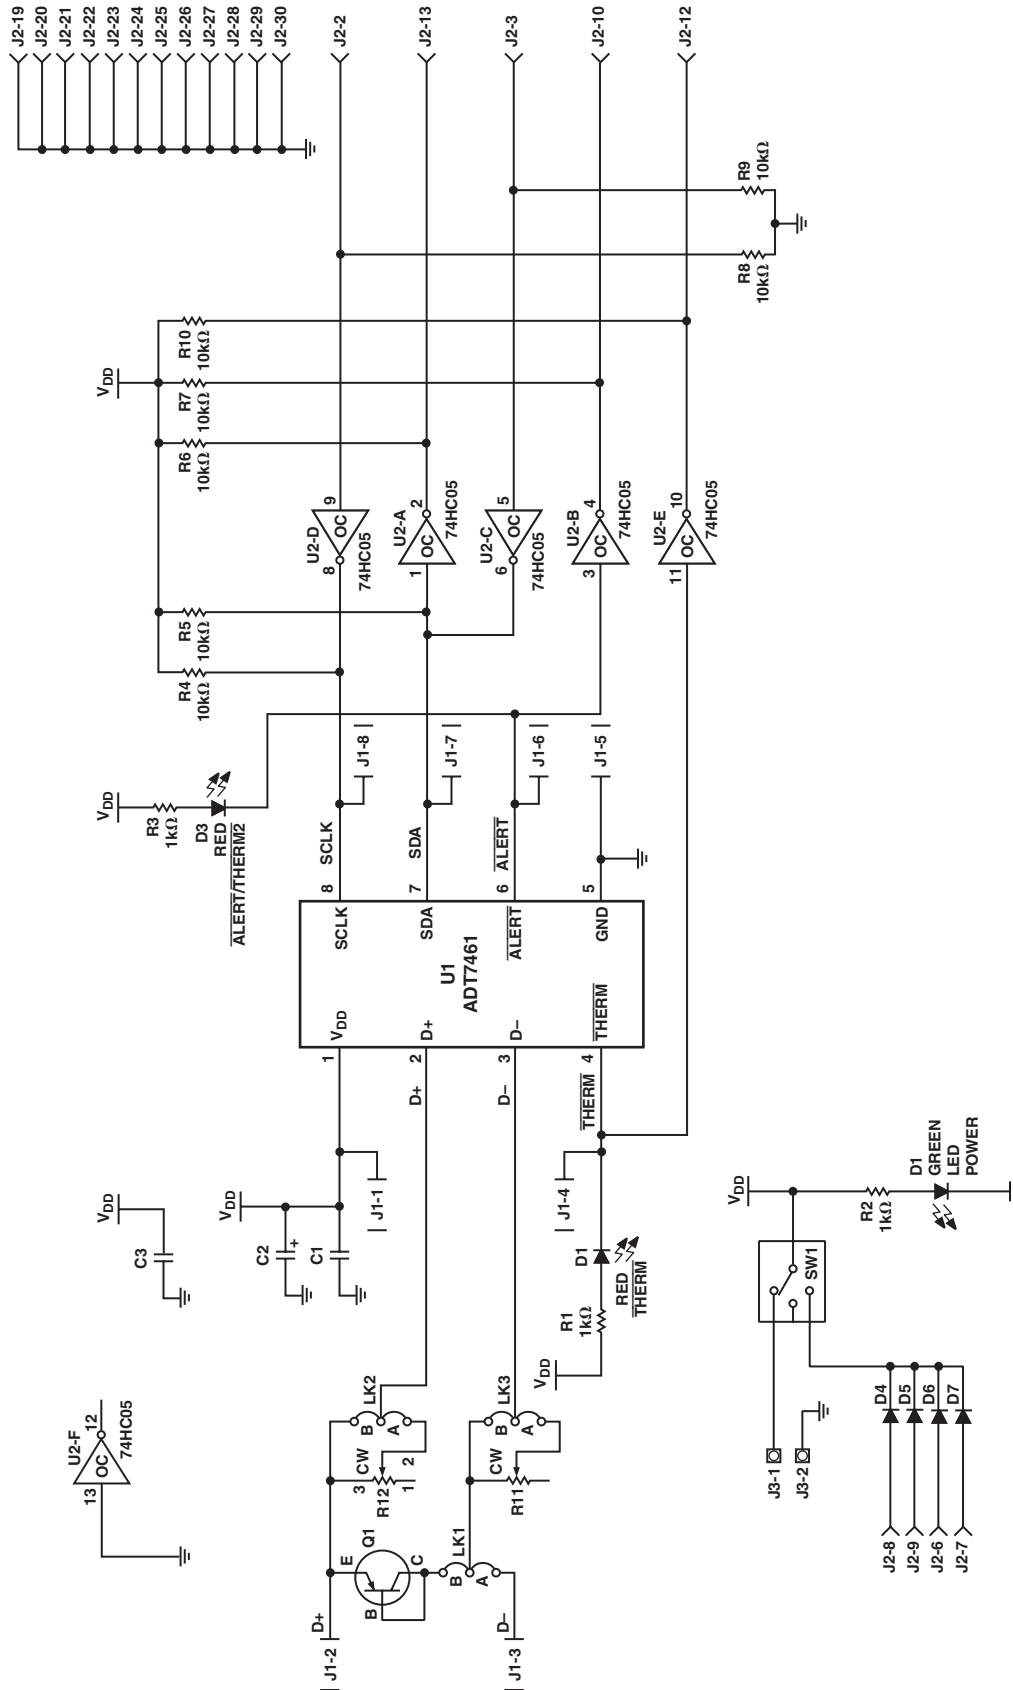 J2-19
J2-20
J2-21
J2-22
J2-23
J2-24
J2-25
J2-26
J2-27
J2-28
J2-29
J2-30
J2-2
J2-13
J2-3
J2-10
J2-12
R9
10kΩ
R8
10kΩ
VDD
R10
10kΩ
R7
10kΩ
R6
10kΩ
R5
10kΩ
R4
10kΩ
U2-D
OC
9
8
74HC05
U2-A
OC
2
1
74HC05
U2-C
OC
5
6
74HC05
U2-B
OC
4
3
74HC05
U2-E
OC
10
11
74HC05
VDD
R3
1kΩ
D3
RED
ALERT/THERM2
J1-8
J1-7
J1-6
J1-5
SCLK
SDA
ALERT
8
7
6
5
SCLK
SDA
ALERT
GND
U1
ADT7461
VDD
D+
D–
THERM
1
2
3
4
D+
D–
THERM
VDD
C3
VDD
C2
+
C1
J1-1
J1-4
D1
RED
THERM
R1
1kΩ
VDD
U2-F
OC
12
13
74HC05
LK2
B
A
CW
3
2
1
R12
LK3
B
A
CW
R11
Q1
E
B
C
LK1
B
A
D+
J1-2
D–
J1-3
VDD
R2
1kΩ
D1
GREEN
LED
POWER
SW1
J3-1
J3-2
D4
D5
D6
D7
J2-8
J2-9
J2-6
J2-7